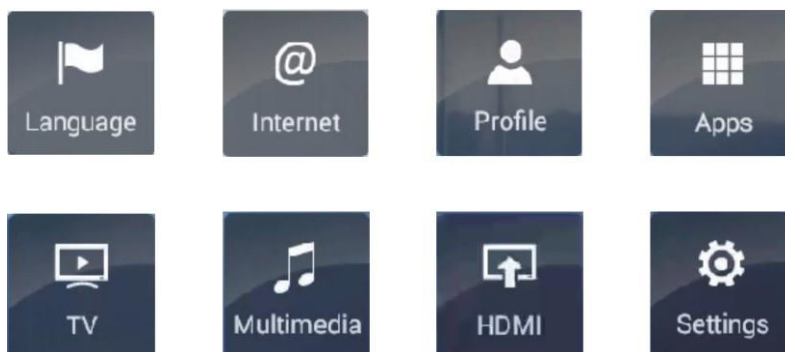 Language
Internet
Profile
Apps
TV
Multimedia
HDMI
Settings